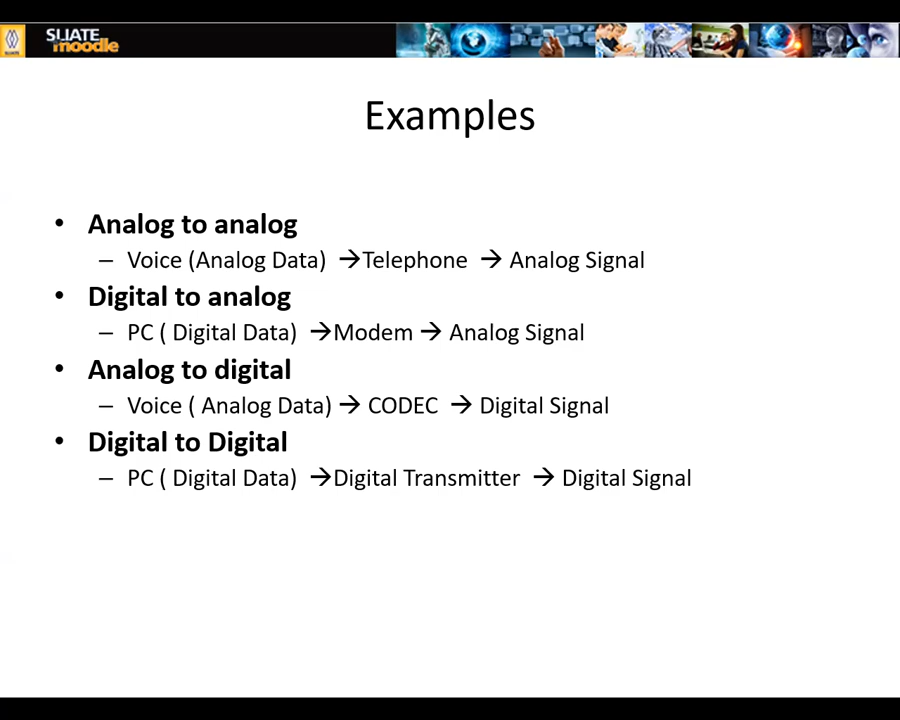 SLIATE
moodle
Examples
• Analog to analog
– Voice (Analog Data) →Telephone → Analog Signal
• Digital to analog
– PC ( Digital Data) →Modem → Analog Signal
• Analog to digital
– Voice ( Analog Data) → CODEC → Digital Signal
• Digital to Digital
– PC ( Digital Data) →Digital Transmitter → Digital Signal